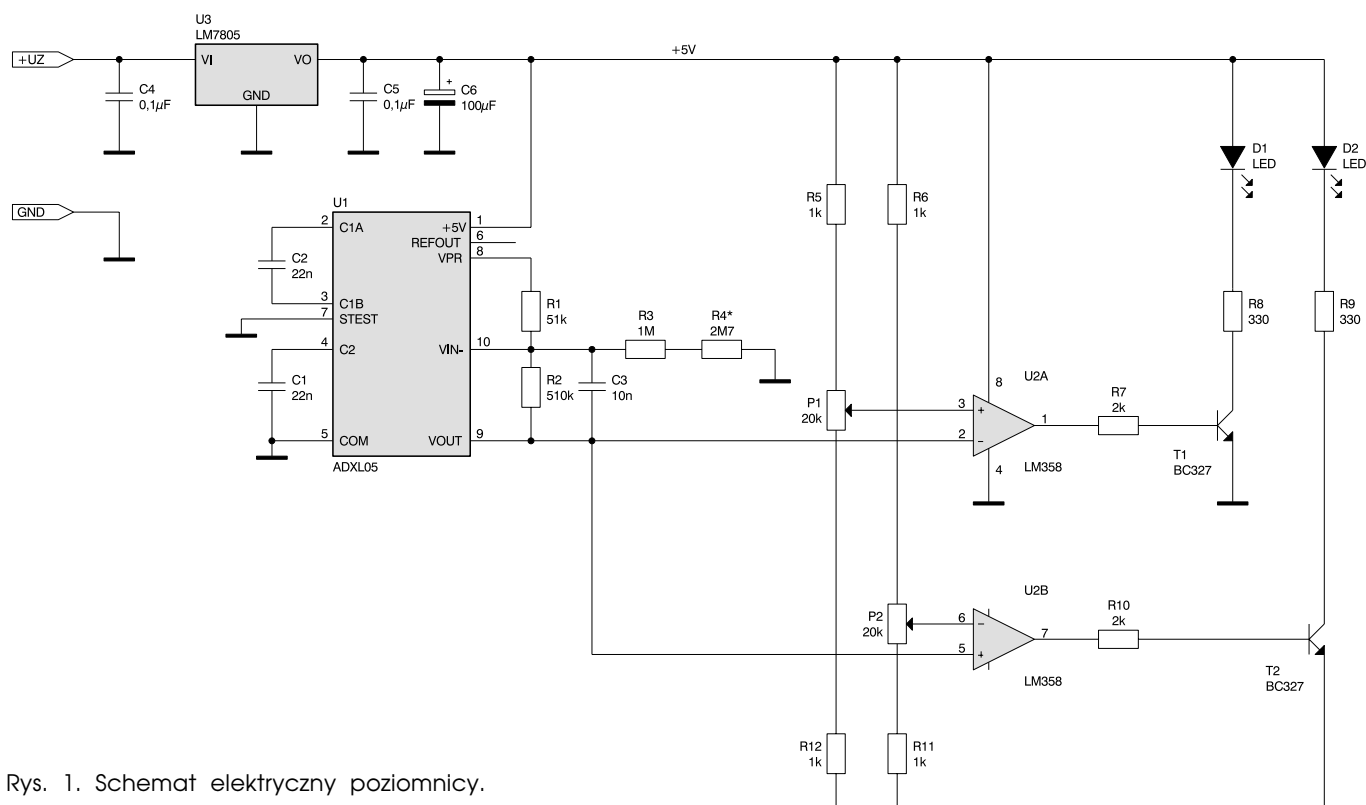 U3
LM7805
+UZ
VI
VO
GND
+5V
C4
0,1µF
C5
0,1µF
+
C6
100µF
D1
LED
D2
LED
GND
U1
2
C1A
+5V
1
REFOUT
6
VPR
8
C2
22n
3
C1B
7
STEST
4
C2
VIN-
10
C1
22n
5
COM
VOUT
9
ADXL05
R1
51k
R2
510k
C3
10n
R3
1M
R4*
2M7
R5
1k
R6
1k
R8
330
R9
330
P1
20k
U2A
8
3
+
2
−
1
4
LM358
R7
2k
T1
BC327
U2B
P2
20k
6
−
5
+
7
LM358
R10
2k
T2
BC327
R12
1k
R11
1k
Rys. 1. Schemat elektryczny poziomnicy.